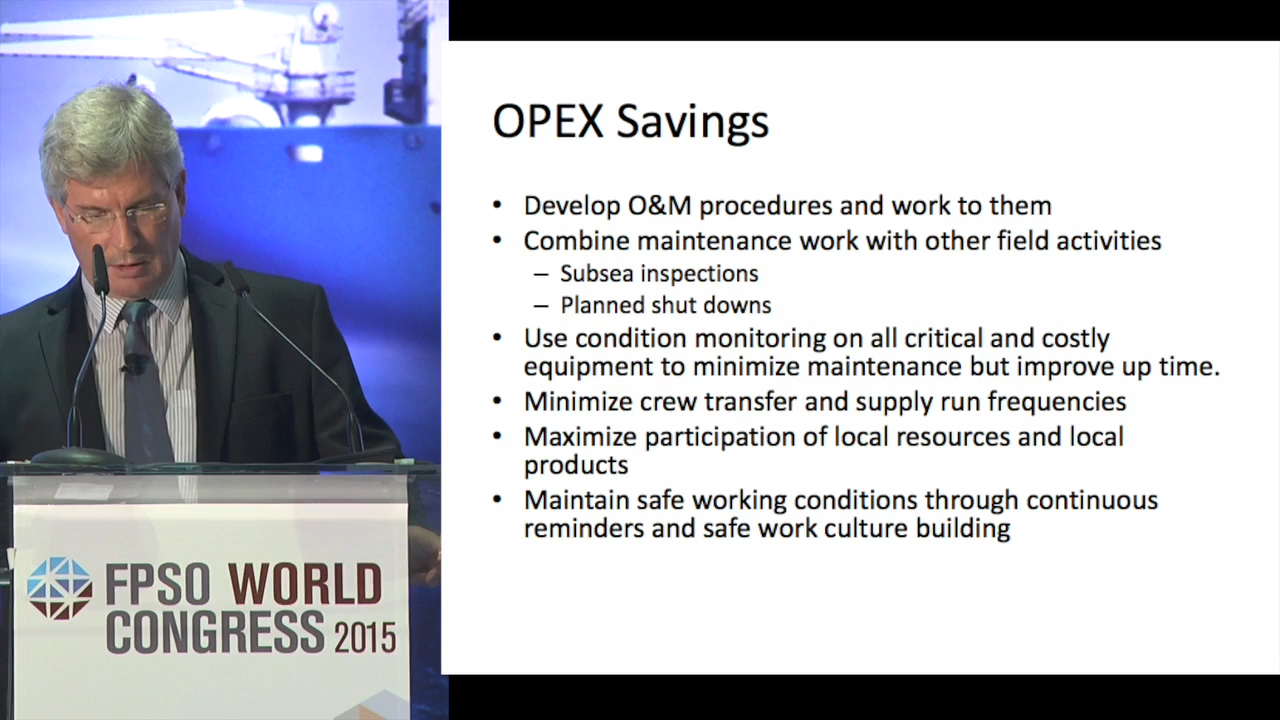 OPEX Savings
• Develop O&M procedures and work to them
• Combine maintenance work with other field activities
– Subsea inspections
– Planned shut downs
• Use condition monitoring on all critical and costly
equipment to minimize maintenance but improve up time.
• Minimize crew transfer and supply run frequencies
• Maximize participation of local resources and local
products
• Maintain safe working conditions through continuous
reminders and safe work culture building
FPSO WORLD
CONGRESS 2015